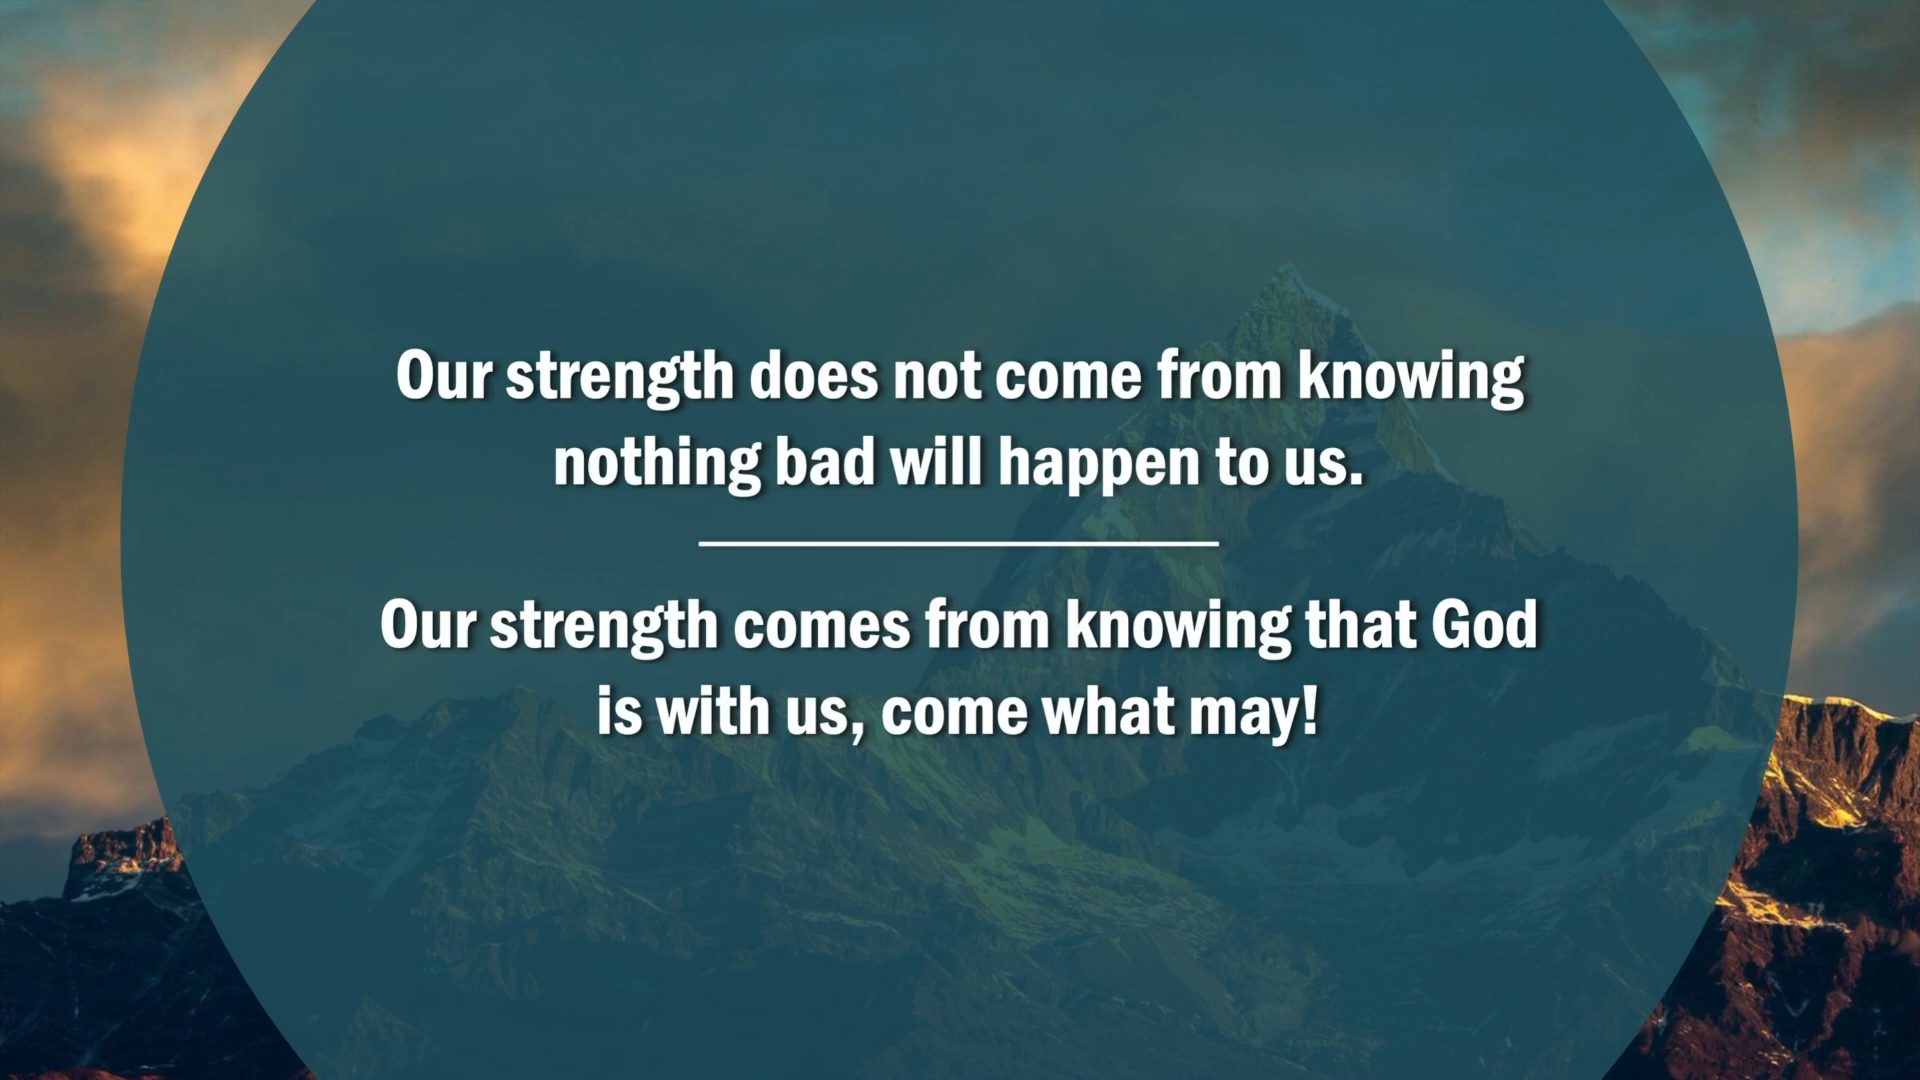 Our strength does not come from knowing
nothing bad will happen to us.
Our strength comes from knowing that God
is with us, come what may!